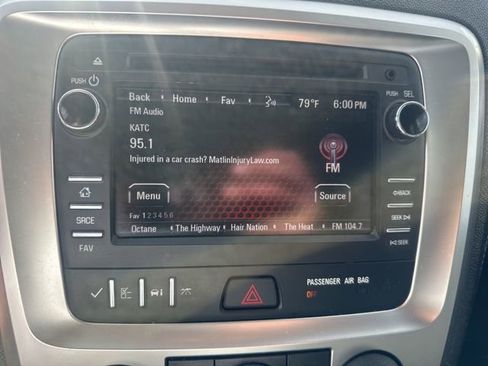 PUSH
PUSH SEL
Back Home Fav 79°F 6:00 PM
FM Audio
KATC
95.1
Injured in a car crash? MatlinInjuryLaw.com
FM
Menu Source
BACK
SRCE SEEK
Fav 1 2 3 4 5 6
Octane The Highway Hair Nation The Heat FM 104.7
FAV SEEK
PASSENGER AIR BAG
OFF